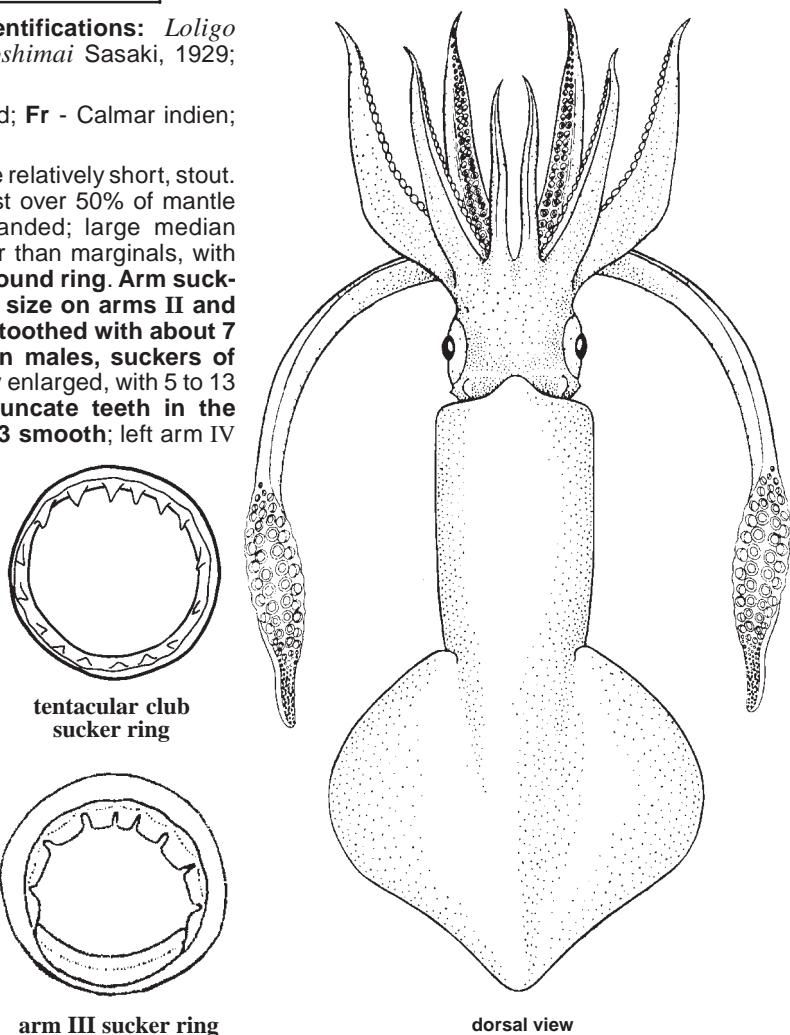 entifications: Loligo
oshimai Sasaki, 1929;
d; Fr - Calmar indien;
e relatively short, stout.
st over 50% of mantle
anded; large median
r than marginals, with
ound ring. Arm suck-
size on arms II and
toothed with about 7
n males, suckers of
enlarged, with 5 to 13
uncate teeth in the
3 smooth; left arm IV
tentacular club
sucker ring
arm III sucker ring
dorsal view